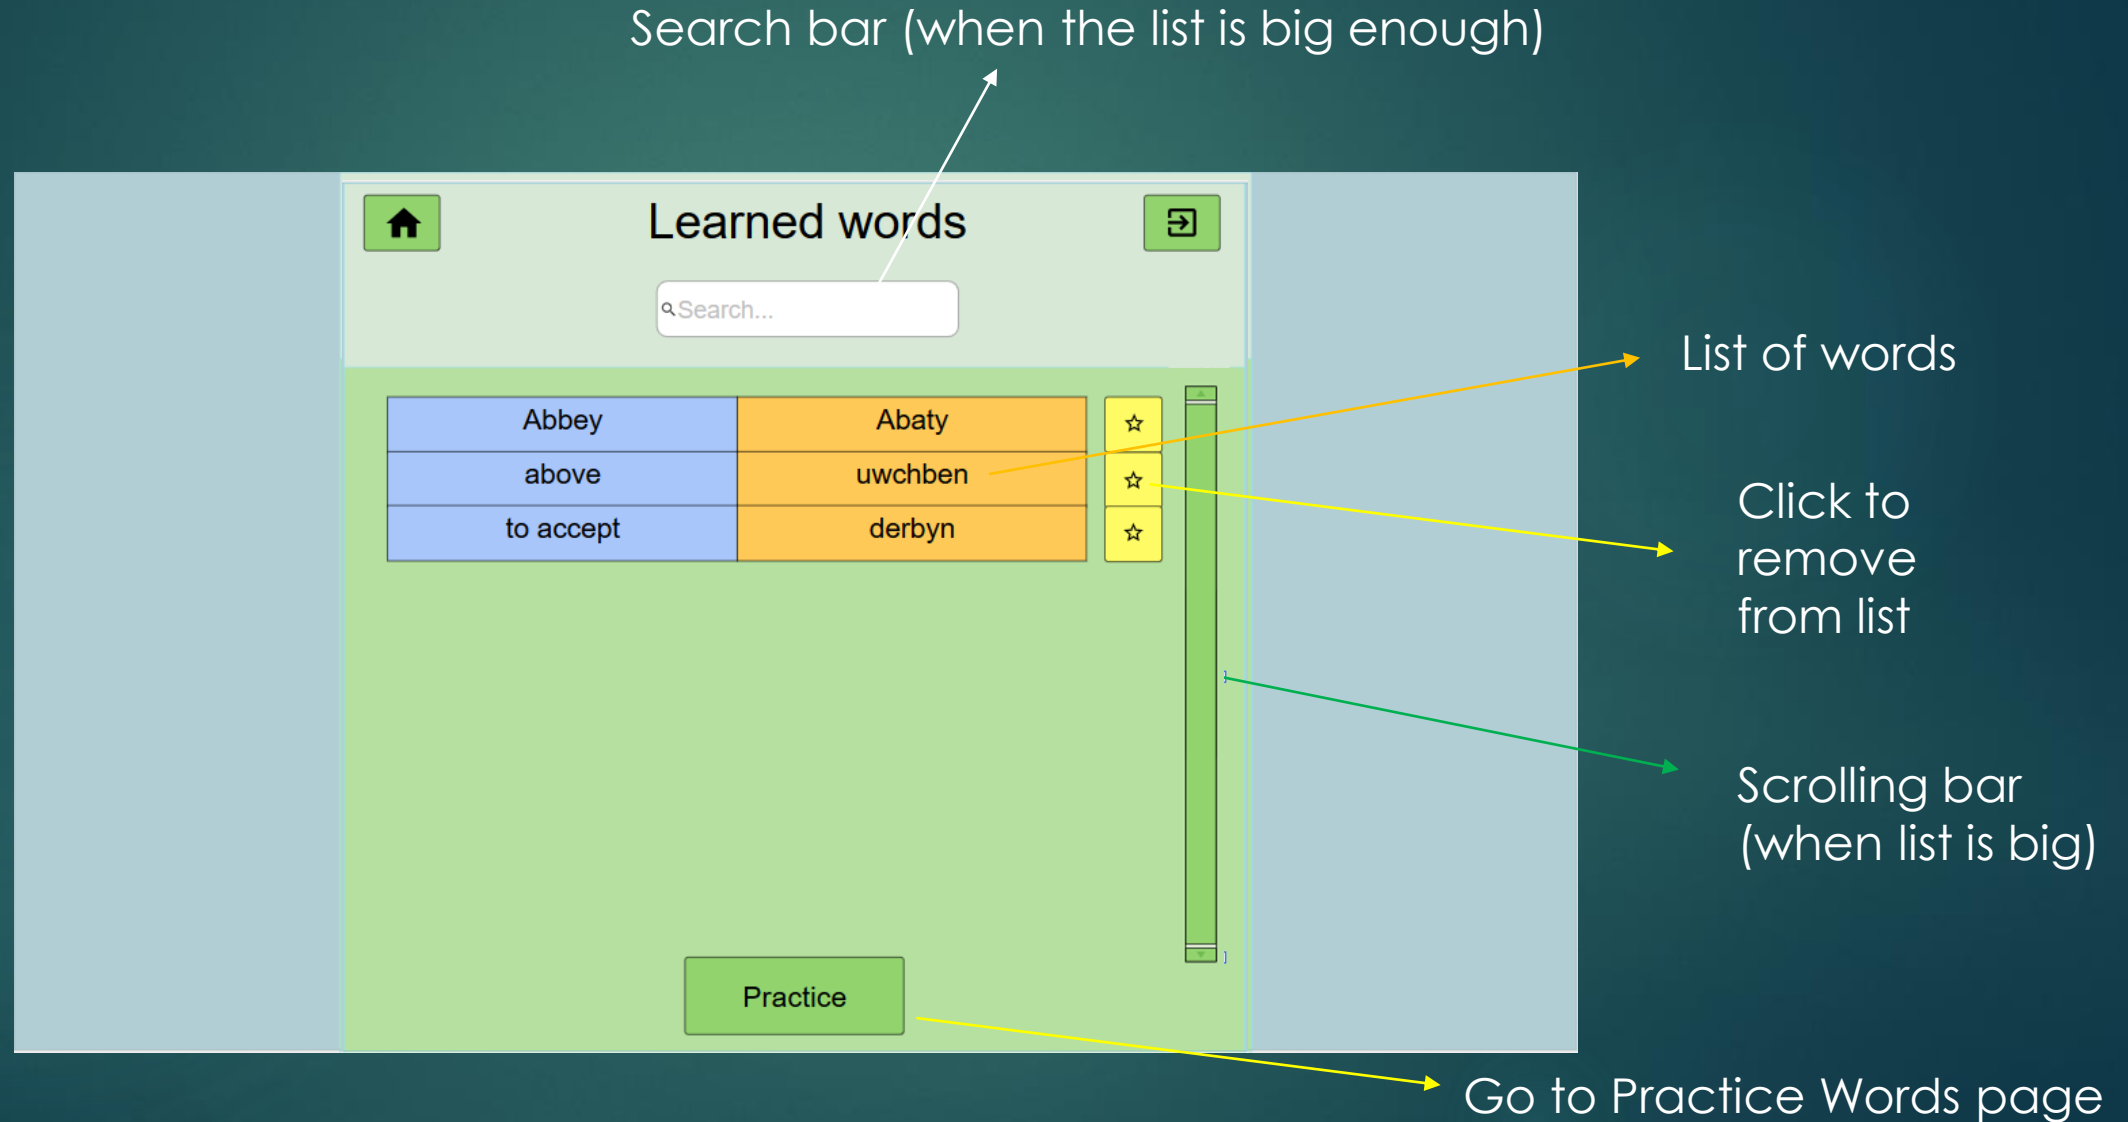 Search bar (when the list is big enough)
Learned words
Search...
List of words
Abbey Abaty
above uwchben
to accept derbyn
Click to
remove
from list
Scrolling bar
(when list is big)
Practice
Go to Practice Words page